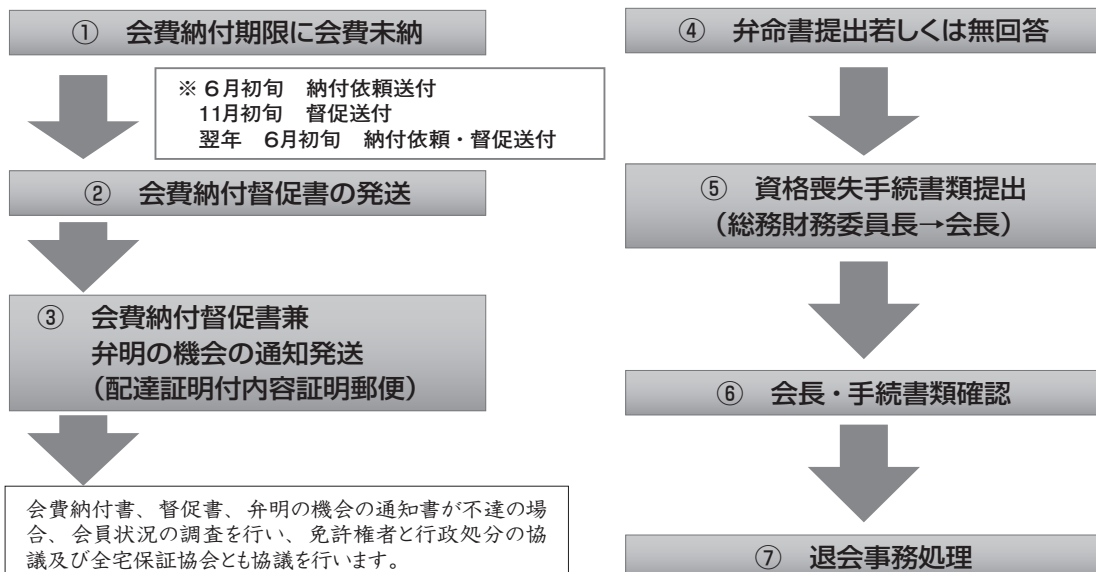 ① 会費納付期限に会費未納
※ 6月初旬 納付依頼送付
11月初旬 督促送付
翌年 6月初旬 納付依頼・督促送付
② 会費納付督促書の発送
③ 会費納付督促書兼
弁明の機会の通知発送
（配達証明付内容証明郵便）
会費納付書、督促書、弁明の機会の通知書が不達の場
合、会員状況の調査を行い、免許権者と行政処分の協
議及び全宅保証協会とも協議を行います。
④ 弁命書提出若しくは無回答
⑤ 資格喪失手続書類提出
（総務財務委員長→会長）
⑥ 会長・手続書類確認
⑦ 退会事務処理